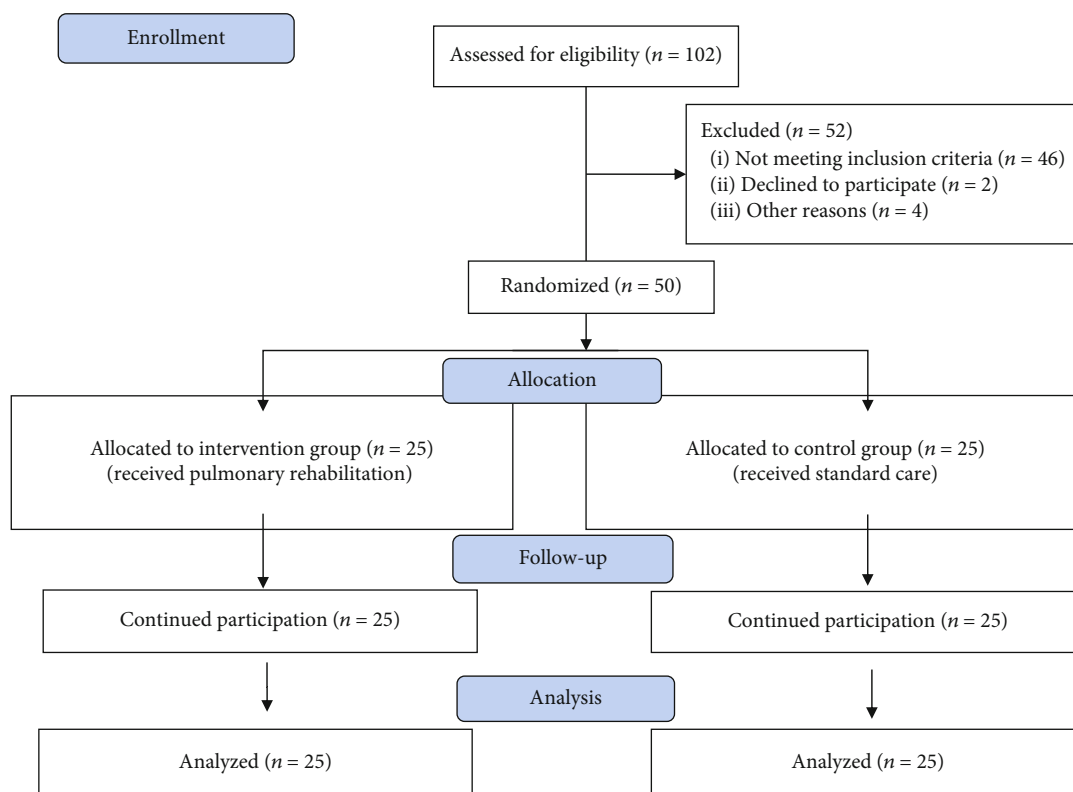 Enrollment
Assessed for eligibility (n = 102)
Excluded (n = 52)
(i) Not meeting inclusion criteria (n = 46)
(ii) Declined to participate (n = 2)
(iii) Other reasons (n = 4)
Randomized (n = 50)
Allocation
Allocated to intervention group (n = 25)
(received pulmonary rehabilitation)
Allocated to control group (n = 25)
(received standard care)
Follow-up
Continued participation (n = 25)
Continued participation (n = 25)
Analysis
Analyzed (n = 25)
Analyzed (n = 25)